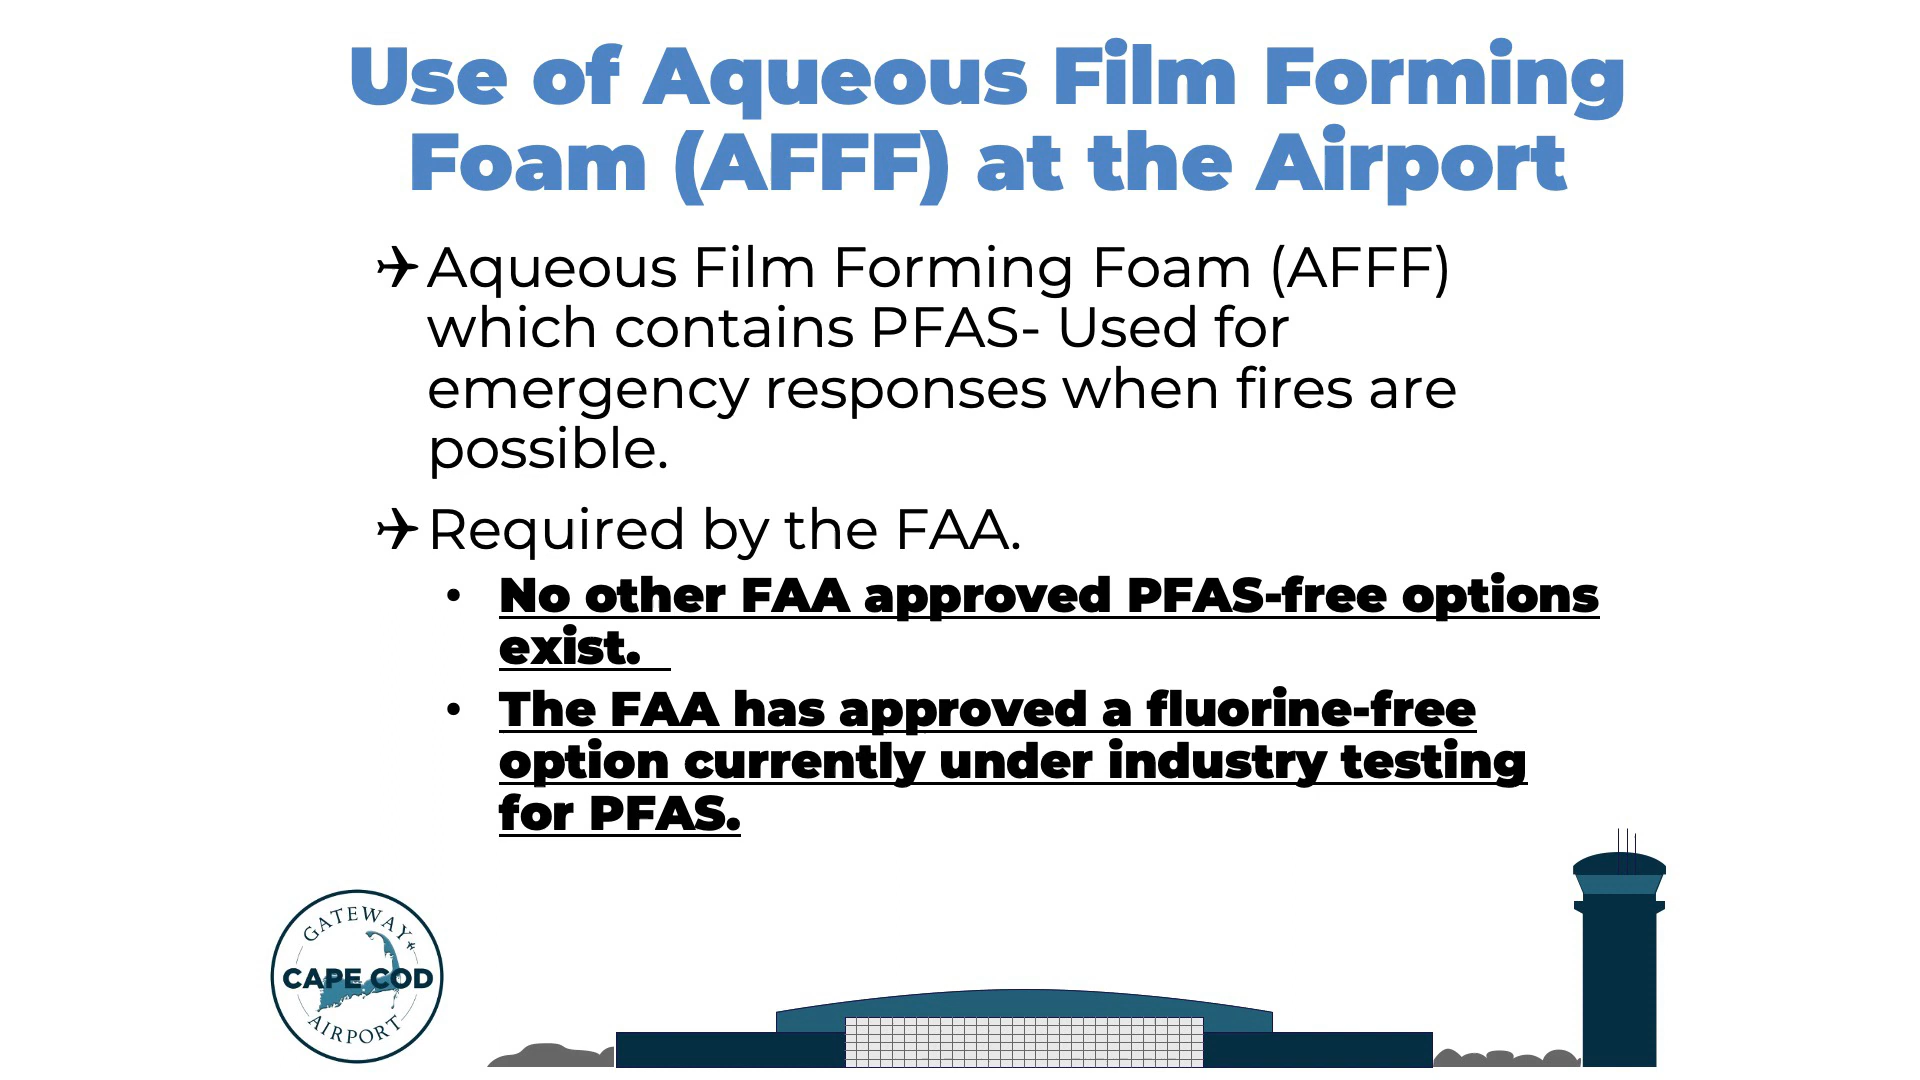 Use of Aqueous Film Forming
Foam (AFFF) at the Airport
✈Aqueous Film Forming Foam (AFFF)
which contains PFAS- Used for
emergency responses when fires are
possible.
✈Required by the FAA.
• No other FAA approved PFAS-free options
exist.
• The FAA has approved a fluorine-free
option currently under industry testing
for PFAS.
GATEWAY
CAPE COD
AIRPORT